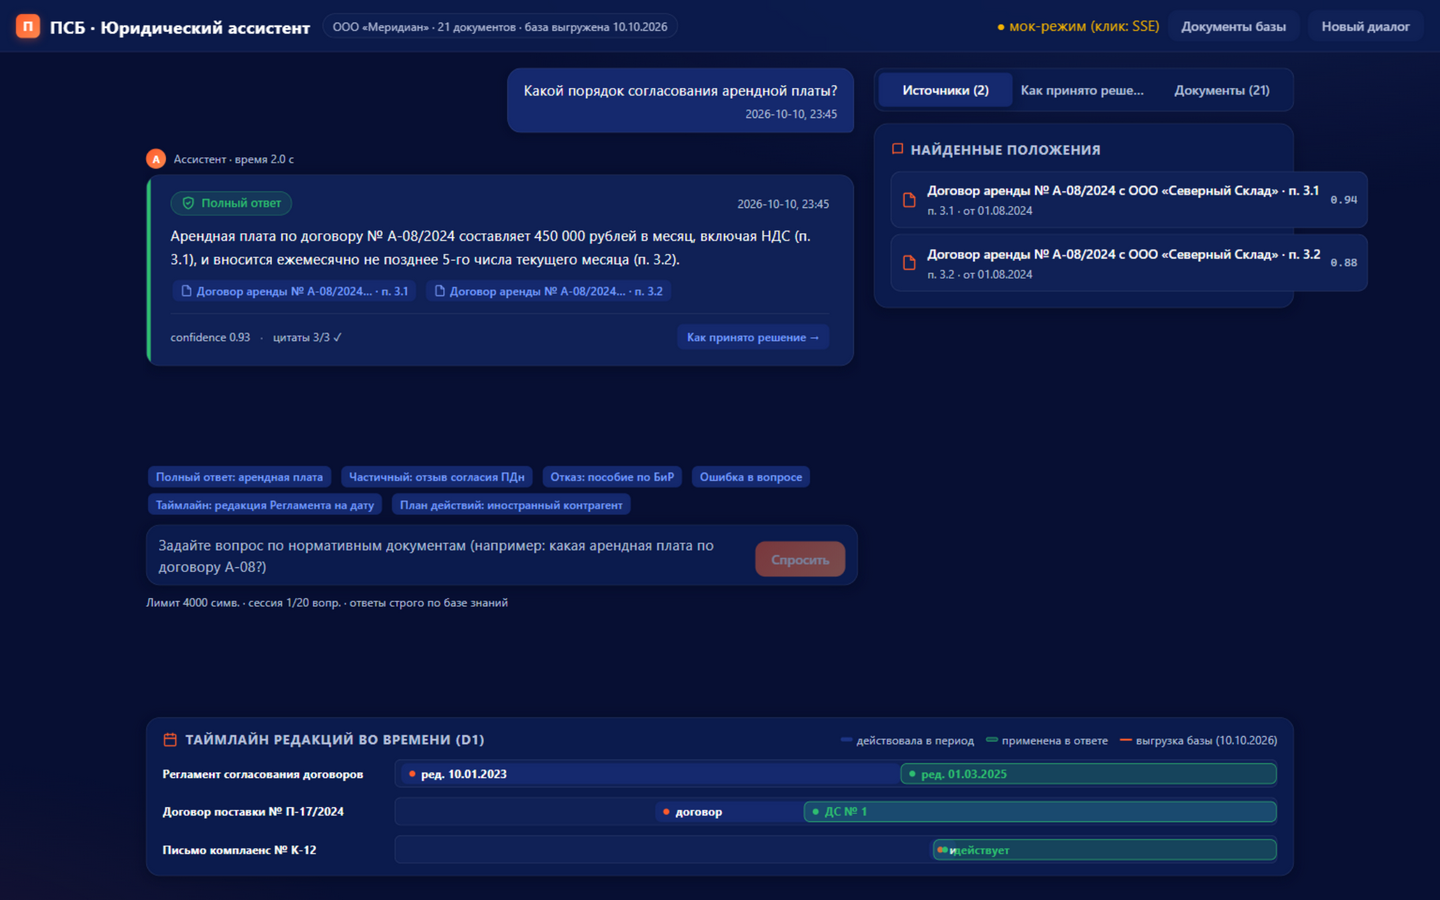 П ПСБ · Юридический ассистент
ООО «Меридиан» · 21 документов · база выгружена 10.10.2026
мок-режим (клик: SSE)
Документы базы
Новый диалог
Какой порядок согласования арендной платы?
2026-10-10, 23:45
А Ассистент · время 2.0 с
Полный ответ
2026-10-10, 23:45
Арендная плата по договору № А-08/2024 составляет 450 000 рублей в месяц, включая НДС (п.
3.1), и вносится ежемесячно не позднее 5-го числа текущего месяца (п. 3.2).
Договор аренды № А-08/2024... · п. 3.1
Договор аренды № А-08/2024... · п. 3.2
confidence 0.93 · цитаты 3/3 ✓
Как принято решение →
Полный ответ: арендная плата
Частичный: отзыв согласия ПДн
Отказ: пособие по БиР
Ошибка в вопросе
Таймлайн: редакция Регламента на дату
План действий: иностранный контрагент
Задайте вопрос по нормативным документам (например: какая арендная плата по
договору А-08?)
Спросить
Лимит 4000 симв. · сессия 1/20 вопр. · ответы строго по базе знаний
Источники (2)
Как принято реше...
Документы (21)
НАЙДЕННЫЕ ПОЛОЖЕНИЯ
Договор аренды № А-08/2024 с ООО «Северный Склад» · п. 3.1
0.94
п. 3.1 · от 01.08.2024
Договор аренды № А-08/2024 с ООО «Северный Склад» · п. 3.2
0.88
п. 3.2 · от 01.08.2024
ТАЙМЛАЙН РЕДАКЦИЙ ВО ВРЕМЕНИ (D1)
действовала в период
применена в ответе
выгрузка базы (10.10.2026)
Регламент согласования договоров
ред. 10.01.2023
ред. 01.03.2025
Договор поставки № П-17/2024
договор
ДС № 1
Письмо комплаенс № К-12
действует